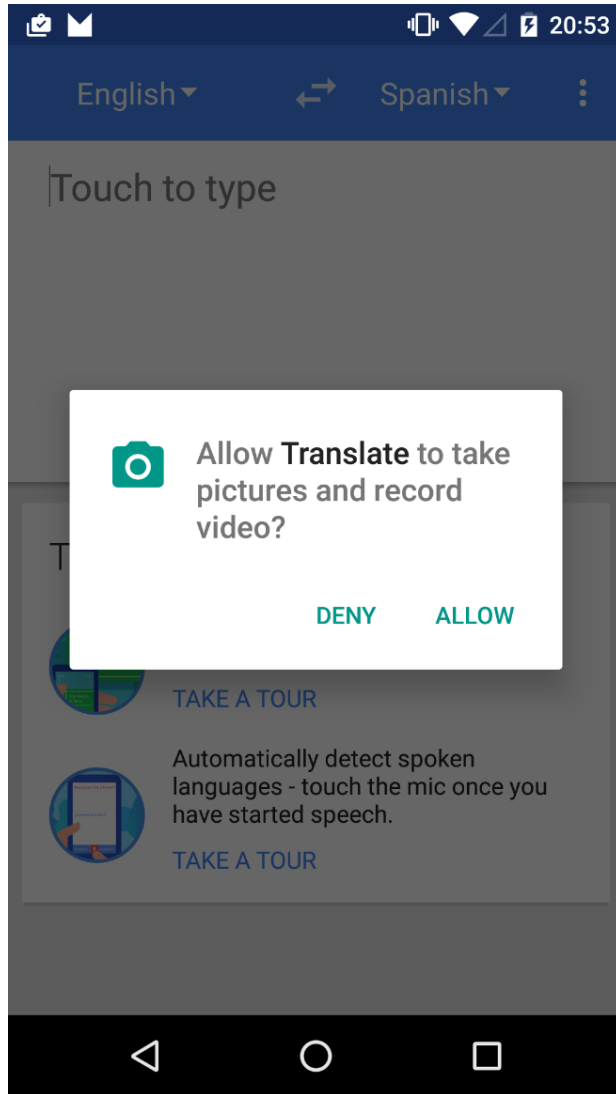 20:53
English
Spanish
Touch to type
Allow Translate to take
pictures and record
video?
DENY
ALLOW
T
TAKE A TOUR
Automatically detect spoken
languages - touch the mic once you
have started speech.
TAKE A TOUR